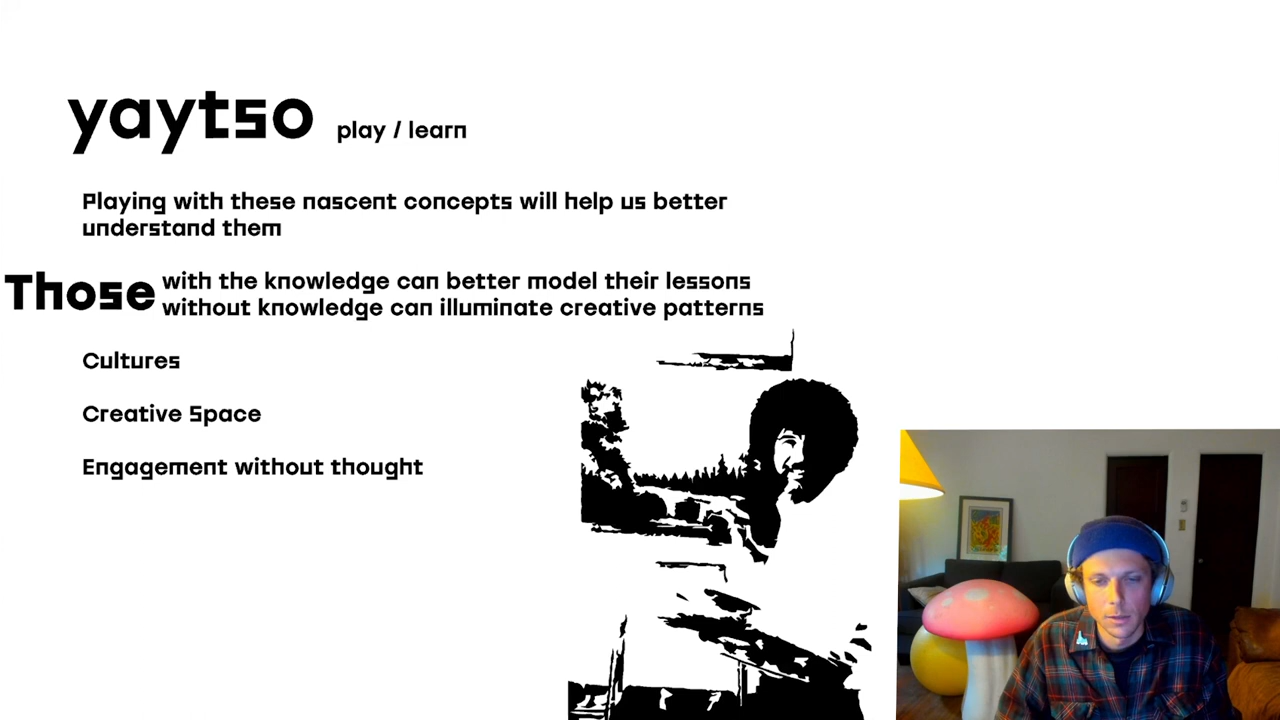 yaytso play / learn
Playing with these nascent concepts will help us better
understand them
Those with the knowledge can better model their lessons
without knowledge can illuminate creative patterns
Cultures
Creative Space
Engagement without thought